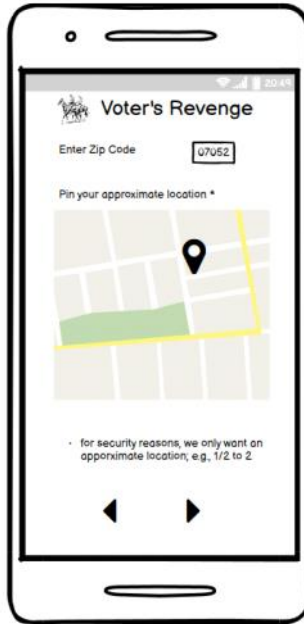 20:49
Voter's Revenge
Enter Zip Code
07052
Pin your approximate location *
· for security reasons, we only want an
apporximate location; e.g., 1/2 to 2